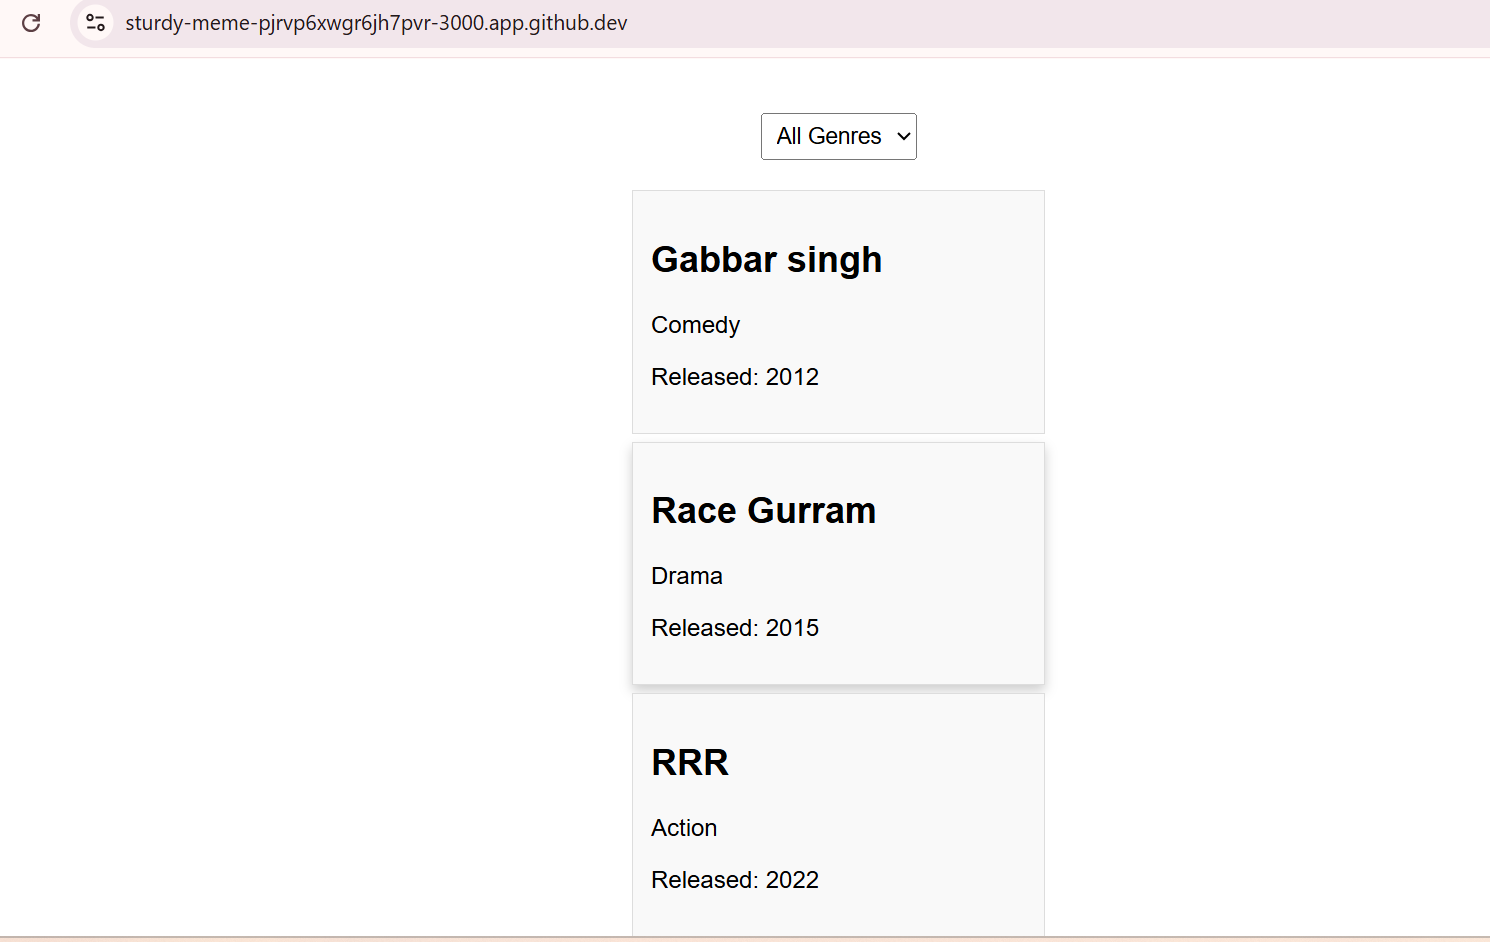 sturdy-meme-pjrvp6xwgr6jh7pvr-3000.app.github.dev
All Genres
Gabbar singh
Comedy
Released: 2012
Race Gurram
Drama
Released: 2015
RRR
Action
Released: 2022